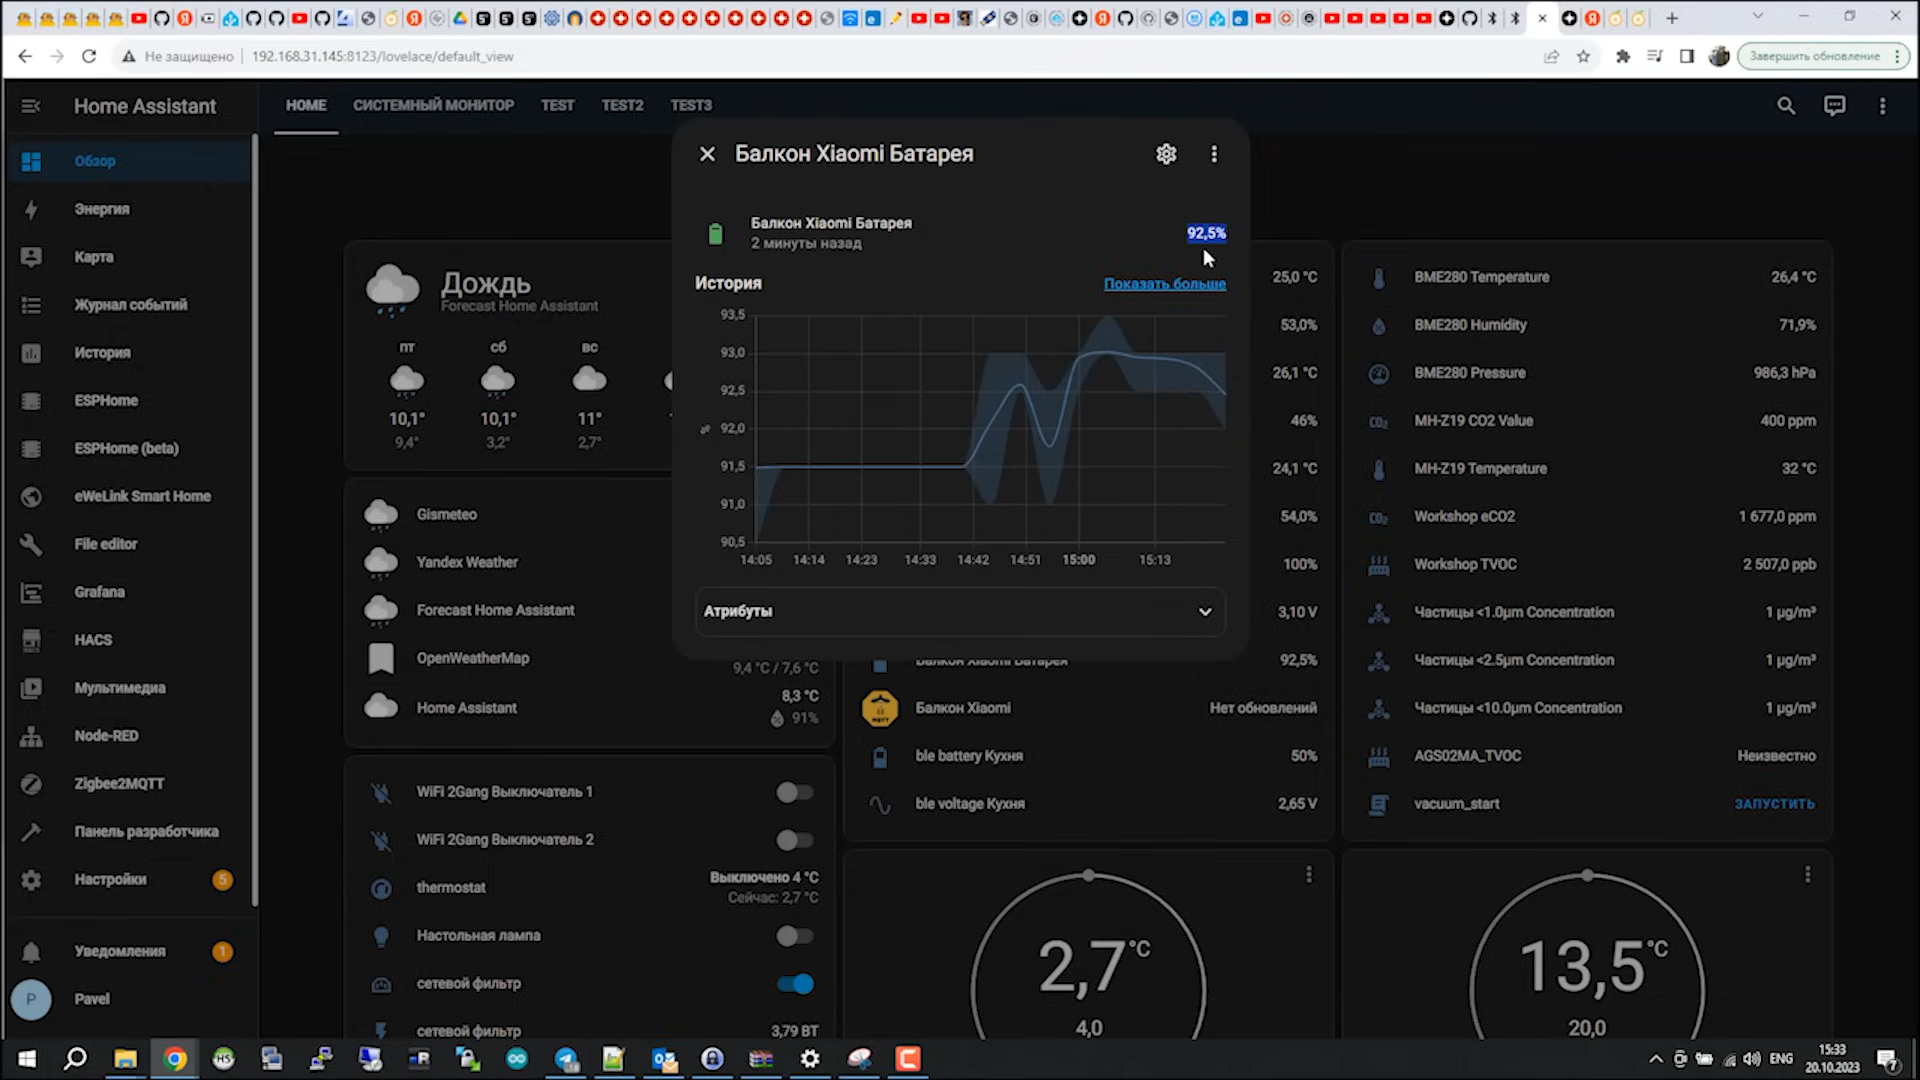 Не защищено
192.168.31.145:8123/lovelace/default_view
Завершить обновление
Home Assistant
HOME
СИСТЕМНЫЙ МОНИТОР
TEST
TEST2
TEST3
Обзор
Энергия
Карта
Журнал событий
История
ESPHome
ESPHome (beta)
eWeLink Smart Home
File editor
Grafana
HACS
Мультимедиа
Node-RED
Zigbee2MQTT
Панель разработчика
Настройки
5
Уведомления
1
P
Pavel
Дождь
Forecast Home Assistant
пт
сб
вс
10,1°
10,1°
11°
9,4°
3,2°
2,7°
Gismeteo
Yandex Weather
Forecast Home Assistant
OpenWeatherMap
9,4 °C / 7,6 °C
Home Assistant
8,3 °C
91%
WiFi 2Gang Выключатель 1
WiFi 2Gang Выключатель 2
thermostat
Выключено 4 °C
Сейчас: 2,7 °C
Настольная лампа
сетевой фильтр
сетевой фильтр
3,79 ВТ
Балкон Xiaomi Батарея
Балкон Xiaomi Батарея
2 минуты назад
92,5%
История
Показать больше
93,5
93,0
92,5
92,0
91,5
91,0
90,5
%
14:05
14:14
14:23
14:33
14:42
14:51
15:00
15:13
Атрибуты
25,0 °C
53,0%
26,1 °C
46%
24,1 °C
54,0%
100%
3,10 V
Балкон Xiaomi Батарея
92,5%
Балкон Xiaomi
Нет обновлений
ble battery Кухня
50%
ble voltage Кухня
2,65 V
2,7 °C
4,0
BME280 Temperature
26,4 °C
BME280 Humidity
71,9%
BME280 Pressure
986,3 hPa
MH-Z19 CO2 Value
400 ppm
MH-Z19 Temperature
32 °C
Workshop eCO2
1 677,0 ppm
Workshop TVOC
2 507,0 ppb
Частицы <1.0µm Concentration
1 µg/m³
Частицы <2.5µm Concentration
1 µg/m³
Частицы <10.0µm Concentration
1 µg/m³
AGS02MA_TVOC
Неизвестно
vacuum_start
ЗАПУСТИТЬ
13,5 °C
20,0
ENG
15:33
20.10.2023